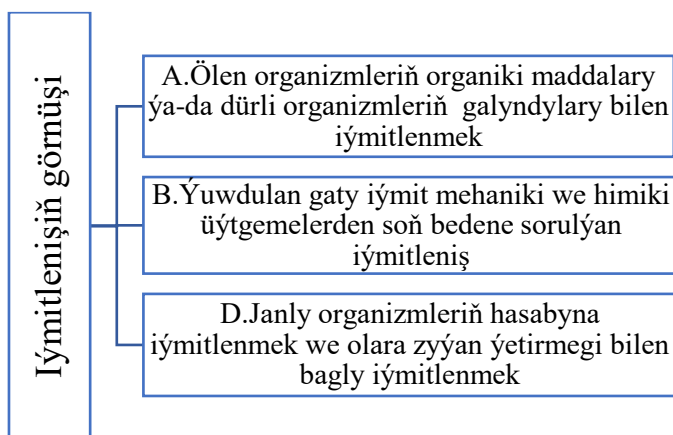 Iýmitlenişiň görnüşi
A.Ölen organizmleriň organiki maddalary
ýa-da dürli organizmleriň galyndylary bilen
iýmitlenmek
B.Ýuwdulan gaty iýmit mehaniki we himiki
üýtgemelerden soň bedene sorulýan
iýmitleniş
D.Janly organizmleriň hasabyna
iýmitlenmek we olara zyýan ýetirmegi bilen
bagly iýmitlenmek